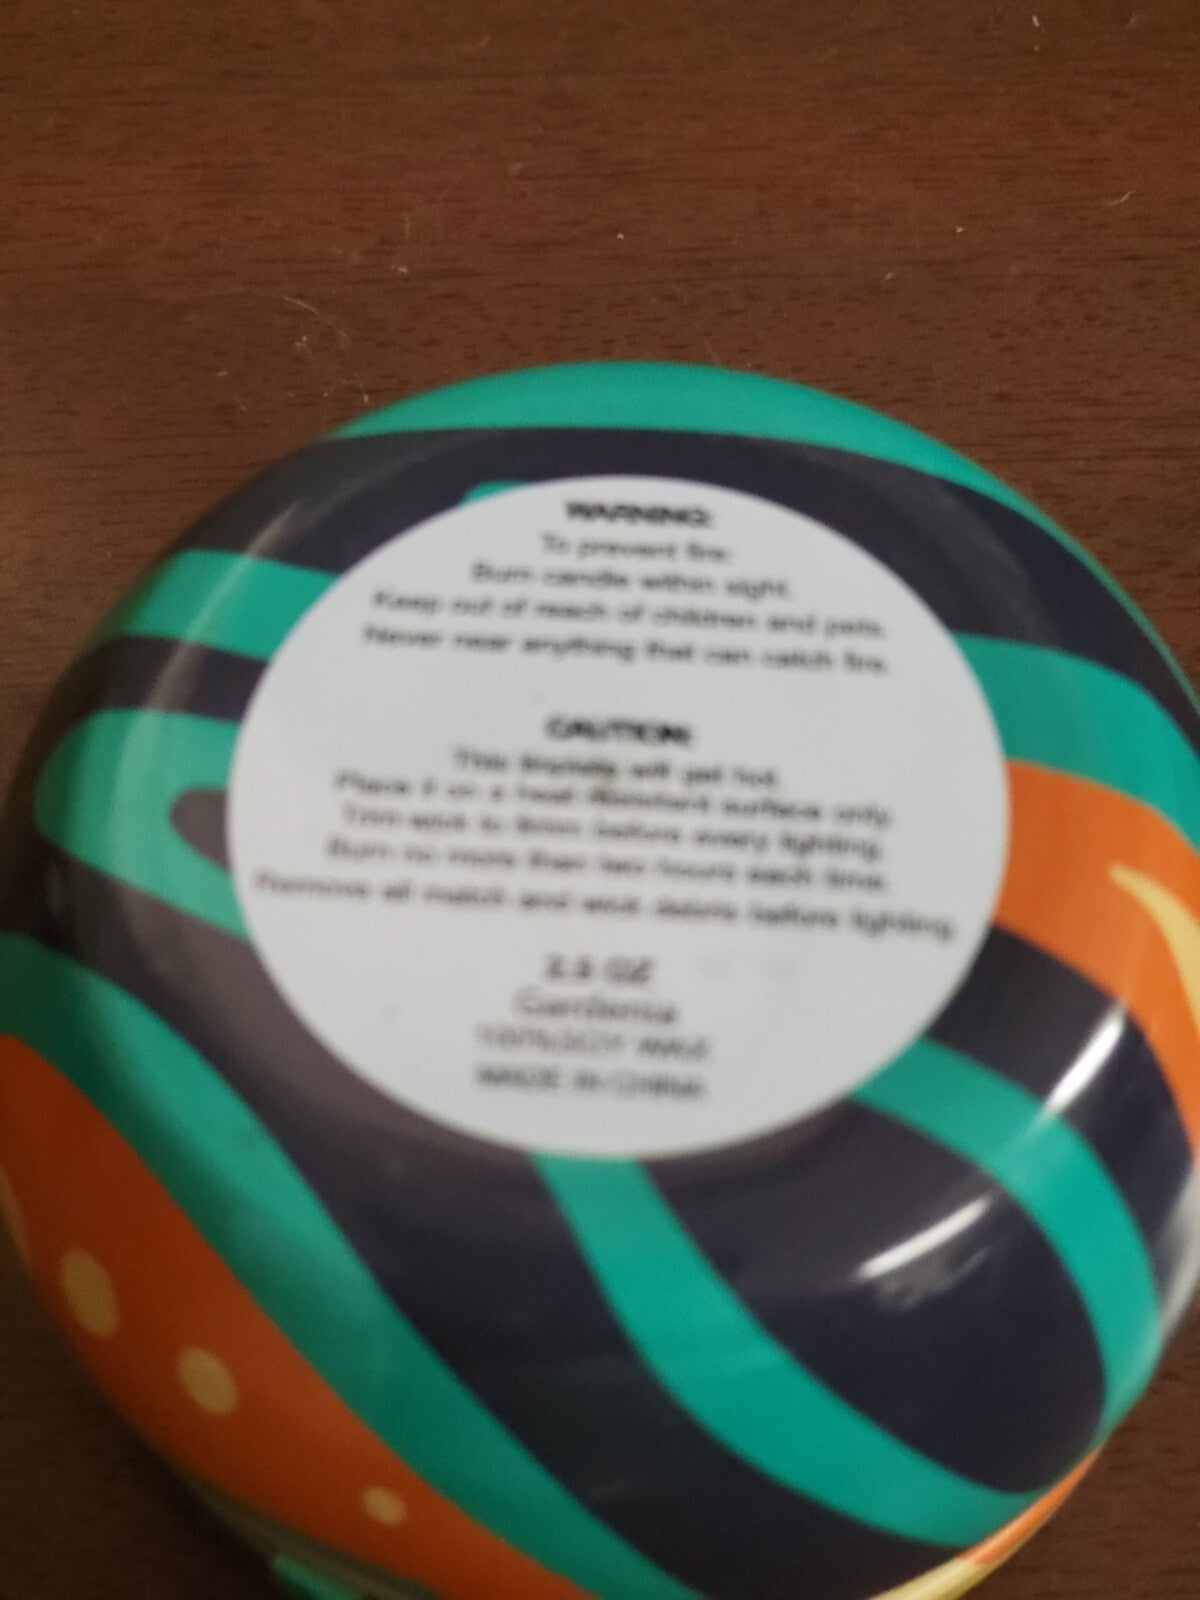 WARNING:
To prevent fire:
Burn candle within sight.
Keep out of reach of children and pets.
Never near anything that can catch fire.
CAUTION:
This will get hot.
Place it on a heat-Resistant surface only.
Trim wick to before every lighting.
Burn no more than two hours each time.
Remove all match and wick debris before lighting.
OZ
Gardenia
100%SOY WAX
MADE IN CHINA